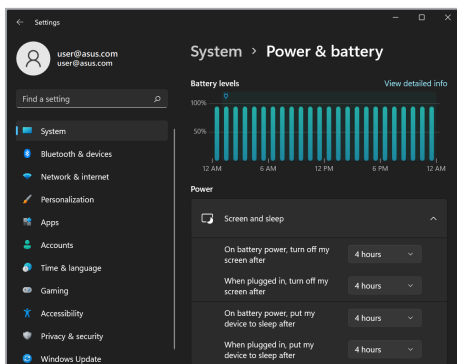 Settings
user@asus.com
user@asus.com
Find a setting
System
Bluetooth & devices
Network & internet
Personalization
Apps
Accounts
Time & language
Gaming
Accessibility
Privacy & security
Windows Update
System > Power & battery
Battery levels View detailed info
100%
50%
12 AM 6 AM 12 PM 6 PM 12 AM
Power
Screen and sleep
On battery power, turn off my
screen after
4 hours
When plugged in, turn off my
screen after
4 hours
On battery power, put my
device to sleep after
4 hours
When plugged in, put my
device to sleep after
4 hours